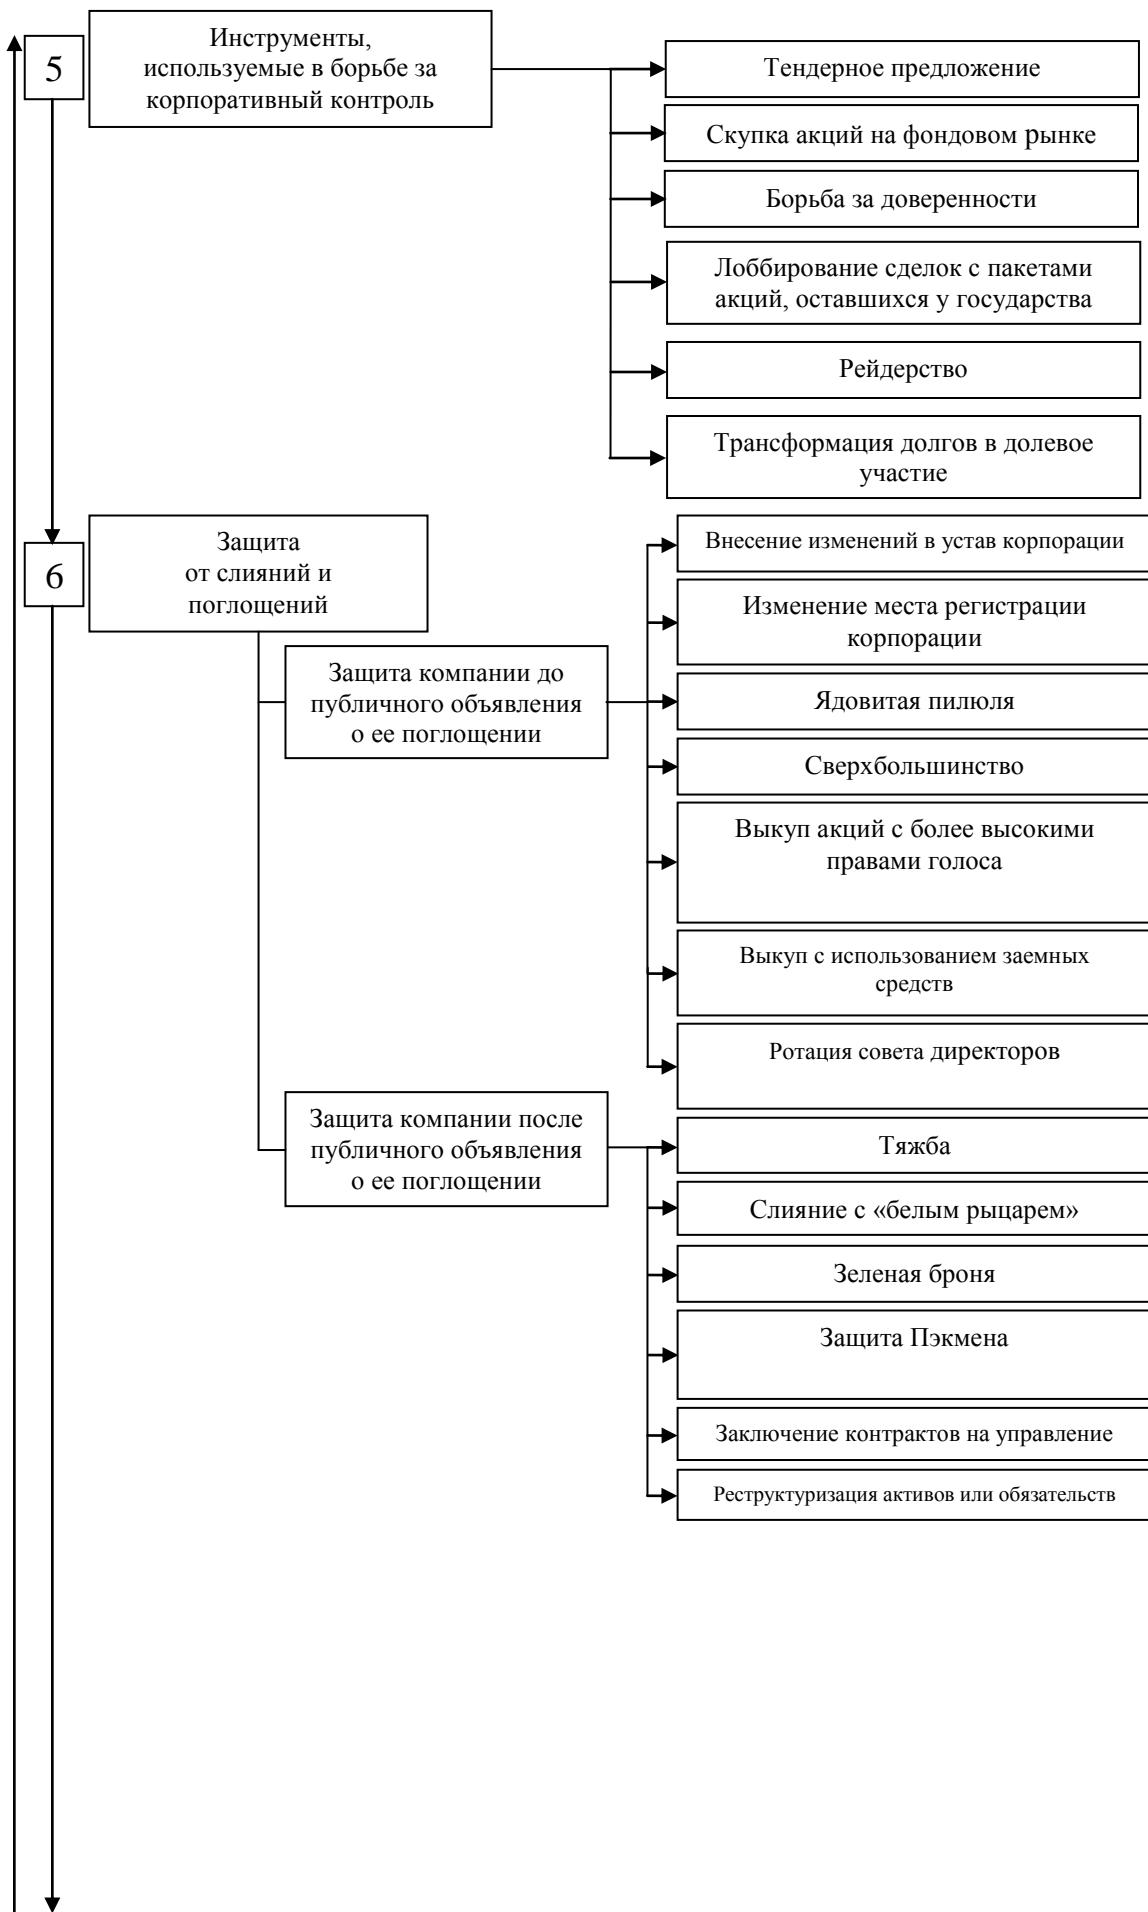 5
Инструменты,
используемые в борьбе за
корпоративный контроль
Тендерное предложение
Скупка акций на фондовом рынке
Борьба за доверенности
Лоббирование сделок с пакетами
акций, оставшихся у государства
Рейдерство
Трансформация долгов в долевое
участие
6
Защита
от слияний и
поглощений
Защита компании до
публичного объявления
о ее поглощении
Внесение изменений в устав корпорации
Изменение места регистрации
корпорации
Ядовитая пилюля
Сверхбольшинство
Выкуп акций с более высокими
правами голоса
Выкуп с использованием заемных
средств
Ротация совета директоров
Защита компании после
публичного объявления
о ее поглощении
Тяжба
Слияние с «белым рыцарем»
Зеленая броня
Защита Пэкмена
Заключение контрактов на управление
Реструктуризация активов или обязательств